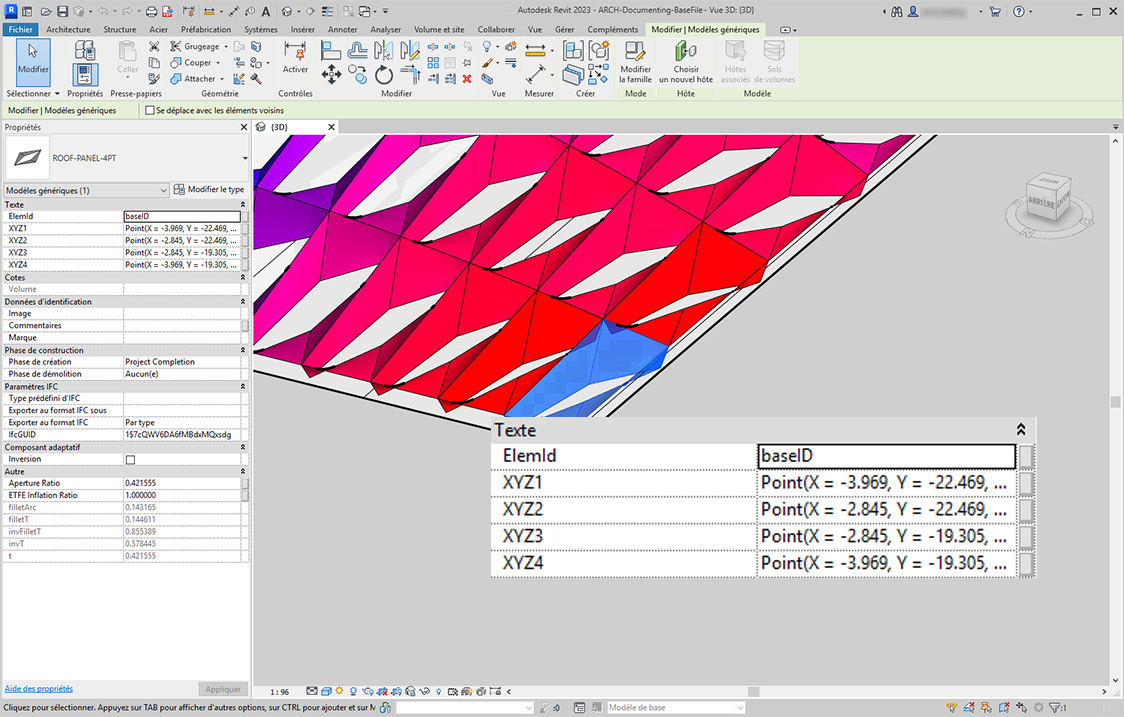 Autodesk Revit 2023 - ARCH-Documenting-BaseFile - Vue 3D: {3D}
Fichier Architecture Structure Acier Préfabrication Systèmes Insérer Annoter Analyser Volume et site Collaborer Vue Gérer Compléments Modifier | Modèles génériques
Modifier
Sélectionner
Propriétés
Coller
Presse-papiers
Grugeage
Couper
Attacher
Géométrie
Activer
Contrôles
Modifier
Vue
Mesurer
Créer
Modifier
la famille
Mode
Choisir
un nouvel hôte
Hôte
Hôtes
associés
Sols
de volumes
Modèle
Modifier | Modèles génériques
Se déplace avec les éléments voisins
Propriétés
{3D}
ROOF-PANEL-4PT
Modèles génériques (1)
Modifier le type
Texte
ElemId baseID
XYZ1 Point(X = -3.969, Y = -22.469, ...
XYZ2 Point(X = -2.845, Y = -22.469, ...
XYZ3 Point(X = -2.845, Y = -19.305, ...
XYZ4 Point(X = -3.969, Y = -19.305, ...
Cotes
Volume
Données d'identification
Image
Commentaires
Marque
Phase de construction
Phase de création Project Completion
Phase de démolition Aucun(e)
Paramètres IFC
Type prédéfini d'IFC
Exporter au format IFC sous
Exporter au format IFC Par type
IfcGUID 1$7cQWV6DA6fMBdxMQxsdg
Composant adaptatif
Inversion
Autre
Aperture Ratio 0.421555
ETFE Inflation Ratio 1.000000
filletArc 0.143165
filletT 0.144611
invFilletT 0.855389
invT 0.578445
t 0.421555
HAUT
ARRIÈRE
Texte
ElemId baseID
XYZ1 Point(X = -3.969, Y = -22.469, ...
XYZ2 Point(X = -2.845, Y = -22.469, ...
XYZ3 Point(X = -2.845, Y = -19.305, ...
XYZ4 Point(X = -3.969, Y = -19.305, ...
Aide des propriétés
Appliquer
1 : 96
Cliquez pour sélectionner. Appuyez sur TAB pour afficher d'autres options, sur CTRL pour ajouter et sur M
:0
Modèle de base
:1